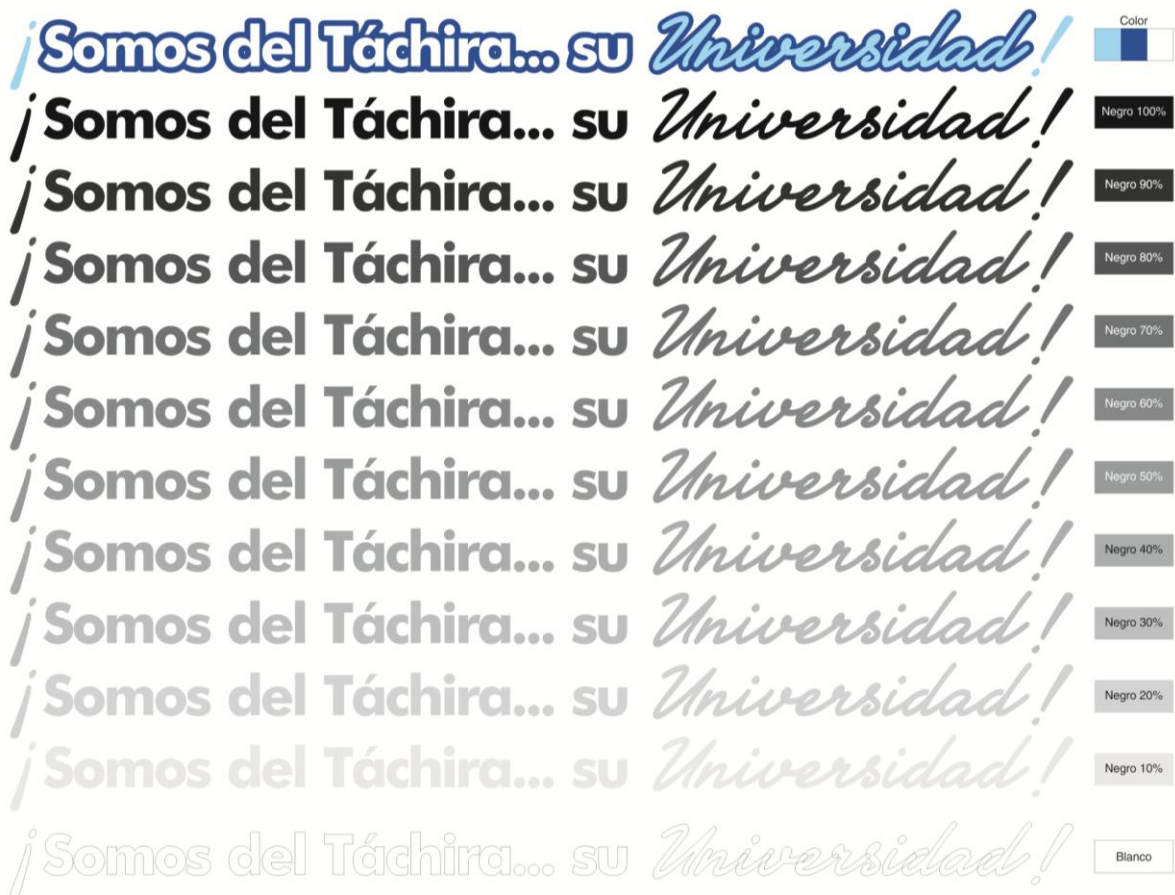 Color
¡Somos del Táchira... su Universidad!
¡Somos del Táchira... su Universidad!
Negro 100%
¡Somos del Táchira... su Universidad!
Negro 90%
¡Somos del Táchira... su Universidad!
Negro 80%
¡Somos del Táchira... su Universidad!
Negro 70%
¡Somos del Táchira... su Universidad!
Negro 60%
¡Somos del Táchira... su Universidad!
Negro 50%
¡Somos del Táchira... su Universidad!
Negro 40%
¡Somos del Táchira... su Universidad!
Negro 30%
¡Somos del Táchira... su Universidad!
Negro 20%
¡Somos del Táchira... su Universidad!
Negro 10%
¡Somos del Táchira... su Universidad!
Blanco